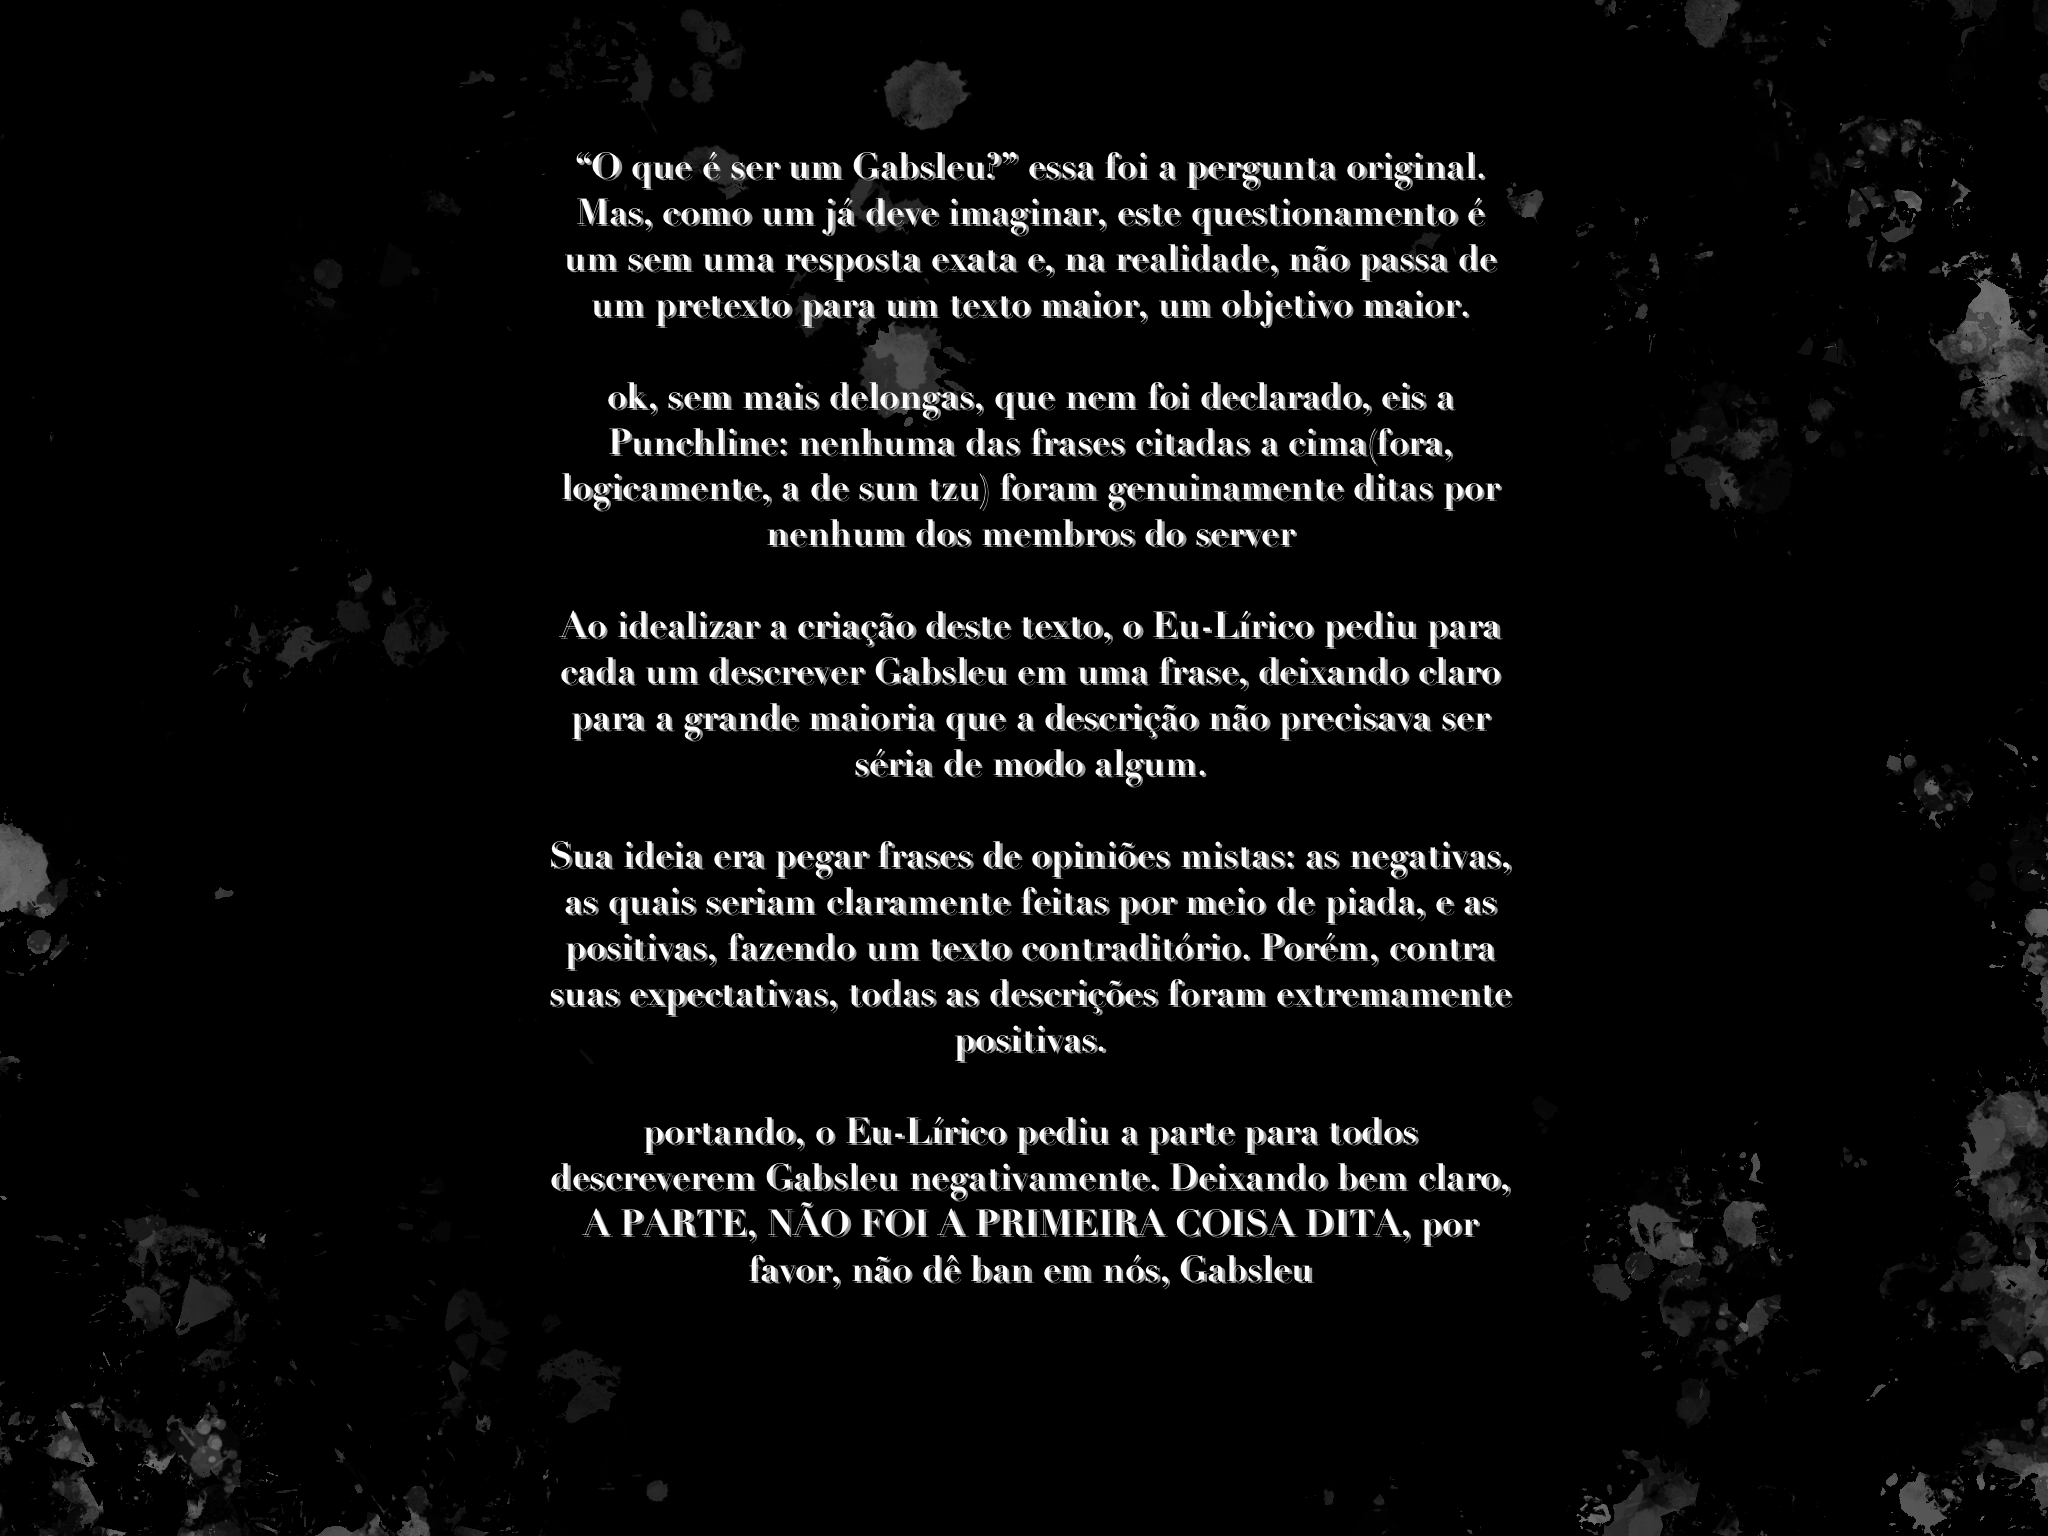 “O que é ser um Gabsleu?” essa foi a pergunta original.
Mas, como um já deve imaginar, este questionamento é
um sem uma resposta exata e, na realidade, não passa de
um pretexto para um texto maior, um objetivo maior.
ok, sem mais delongas, que nem foi declarado, eis a
Punchline: nenhuma das frases citadas a cima(fora,
logicamente, a de sun tzu) foram genuinamente ditas por
nenhum dos membros do server
Ao idealizar a criação deste texto, o Eu-Lírico pediu para
cada um descrever Gabsleu em uma frase, deixando claro
para a grande maioria que a descrição não precisava ser
séria de modo algum.
Sua ideia era pegar frases de opiniões mistas: as negativas,
as quais seriam claramente feitas por meio de piada, e as
positivas, fazendo um texto contraditório. Porém, contra
suas expectativas, todas as descrições foram extremamente
positivas.
portando, o Eu-Lírico pediu a parte para todos
descreverem Gabsleu negativamente. Deixando bem claro,
A PARTE, NÃO FOI A PRIMEIRA COISA DITA, por
favor, não dê ban em nós, Gabsleu